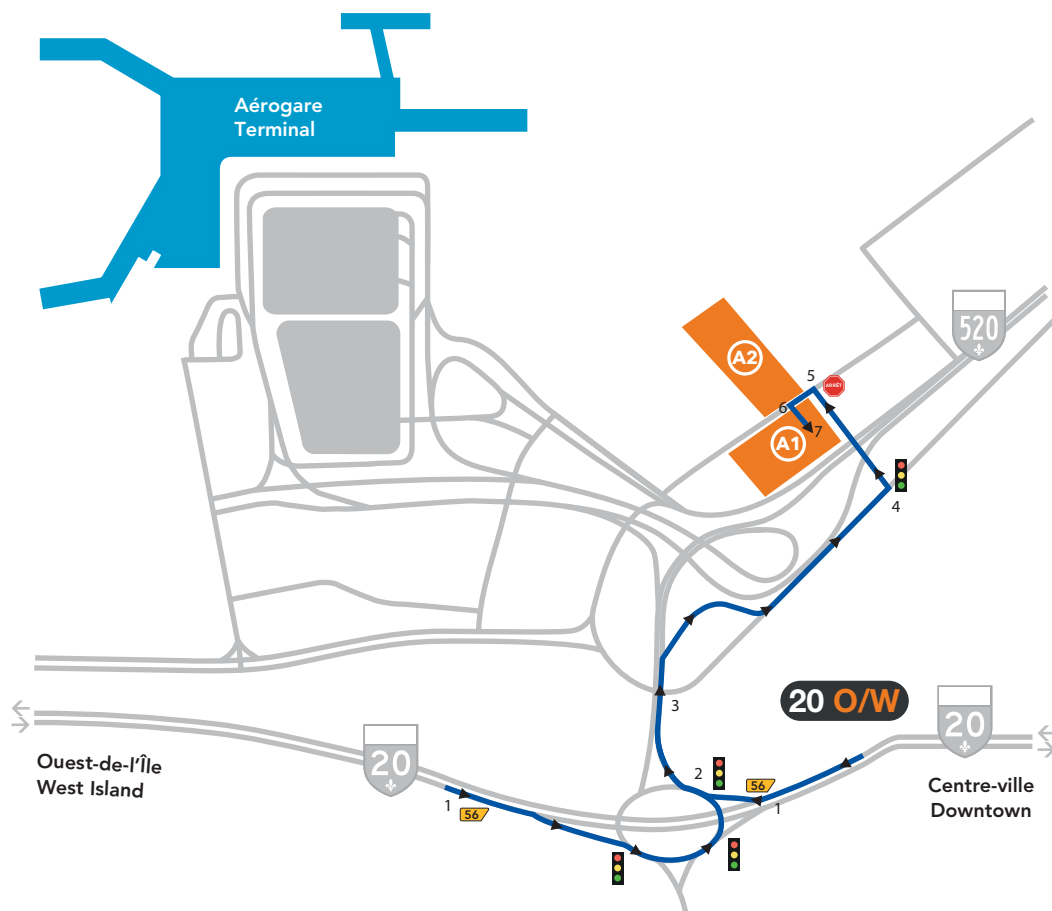 Aérogare
Terminal
520
A2
5
ARRÊT
6
7
A1
4
3
20 O/W
20
20
Ouest-de-l'Île
West Island
Centre-ville
Downtown
2
56
1
1
56